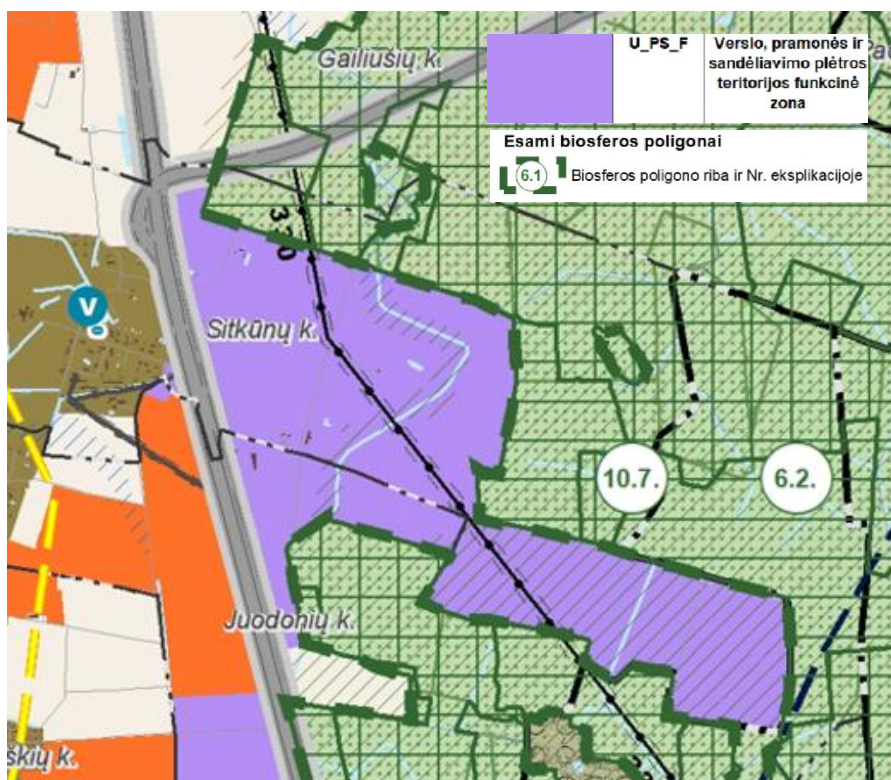 Gailiušių k.
U_PS_F
Verslo, pramonės ir
sandėliavimo plėtros
teritorijos funkcinė
zona
Esami biosferos poligonai
6.1
Biosferos poligono riba ir Nr. eksplikacijoje
330
V
Sitkūnų k.
10.7.
6.2.
Juodonių k.
škių k.